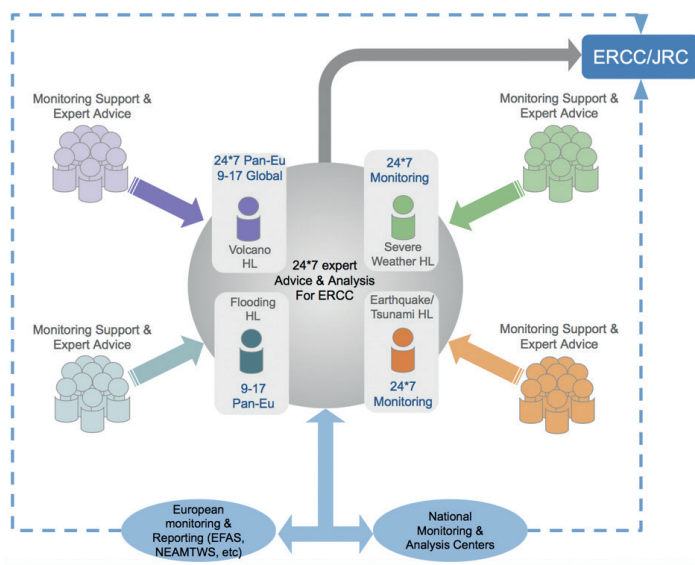 ERCC/JRC
Monitoring Support &
Expert Advice
Monitoring Support &
Expert Advice
24*7 Pan-Eu
9-17 Global
Volcano
HL
24*7
Monitoring
Severe
Weather HL
24*7 expert
Advice & Analysis
For ERCC
Flooding
HL
9-17
Pan-Eu
Earthquake/
Tsunami HL
24*7
Monitoring
Monitoring Support &
Expert Advice
Monitoring Support &
Expert Advice
European
monitoring &
Reporting (EFAS,
NEAMTWS, etc)
National
Monitoring &
Analysis Centers